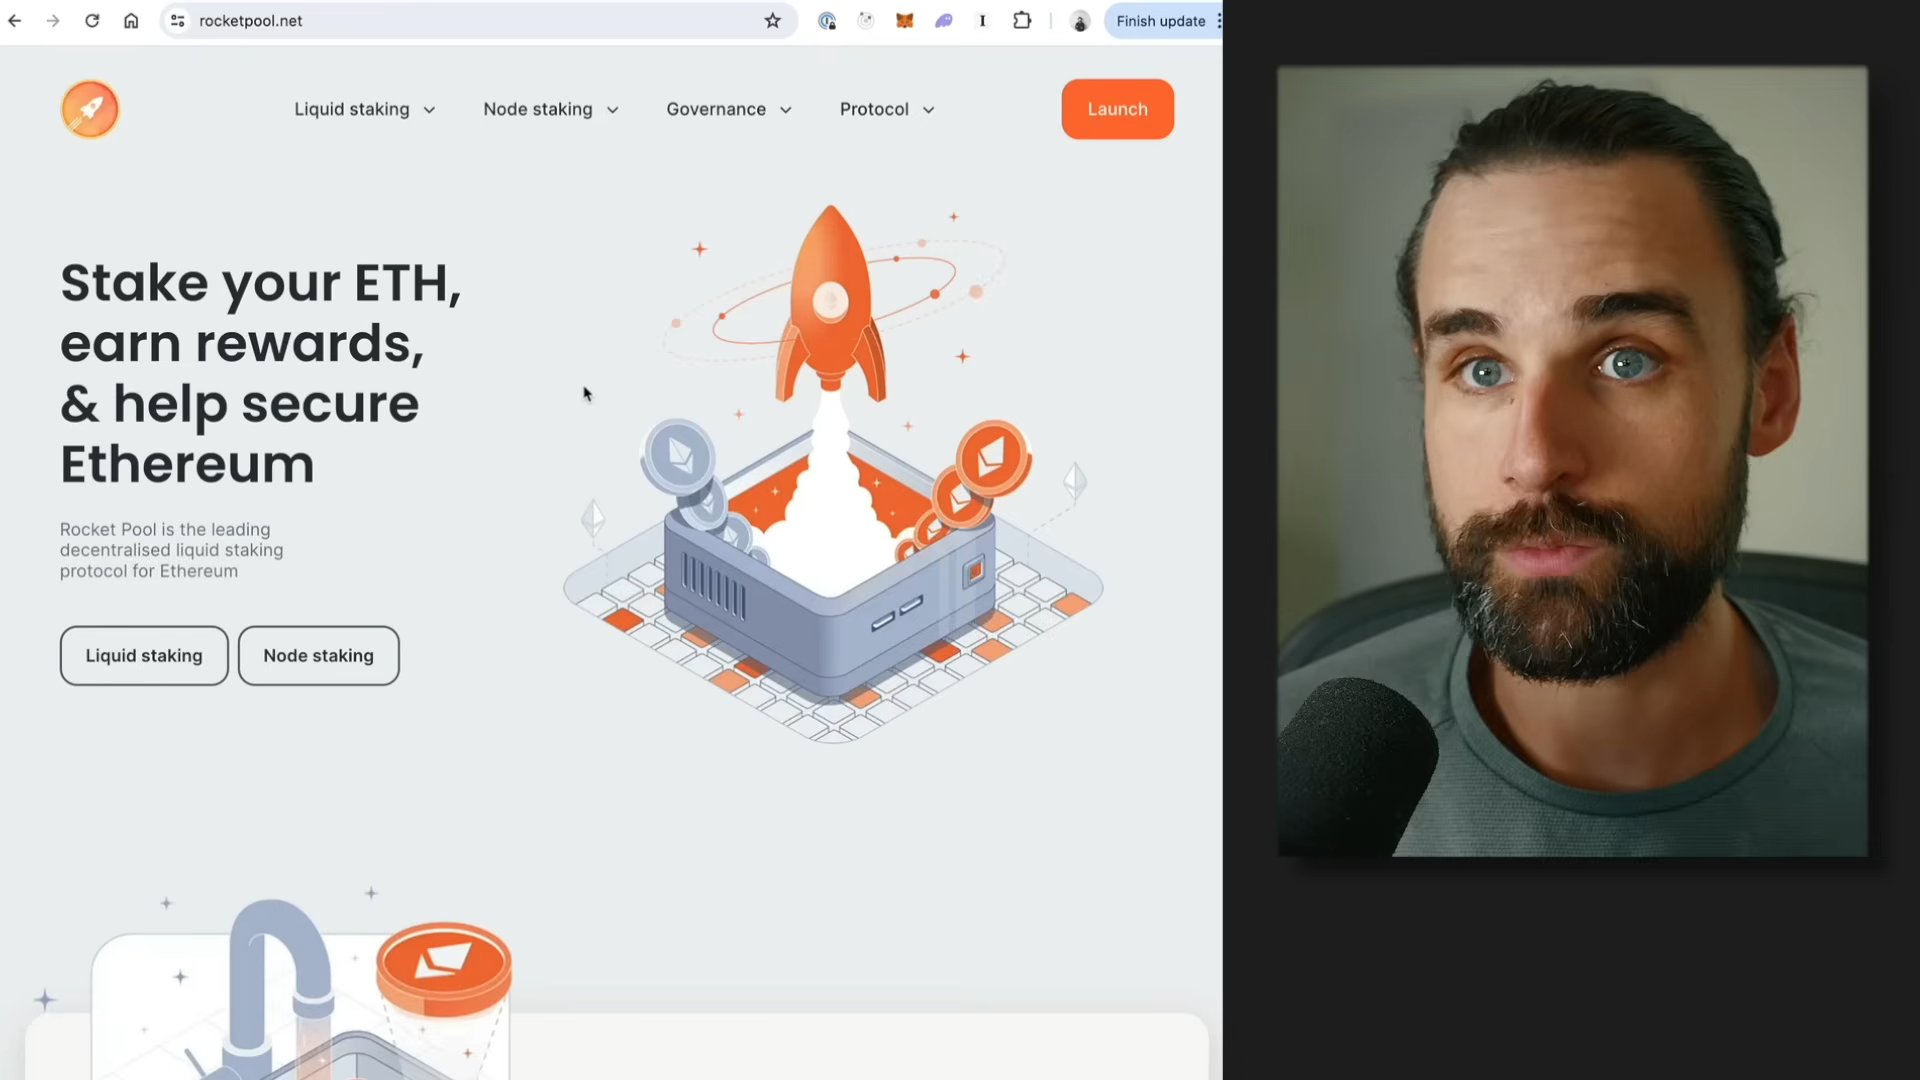 rocketpool.net
Finish update
Liquid staking
Node staking
Governance
Protocol
Launch
Stake your ETH,
earn rewards,
& help secure
Ethereum
Rocket Pool is the leading
decentralised liquid staking
protocol for Ethereum
Liquid staking
Node staking